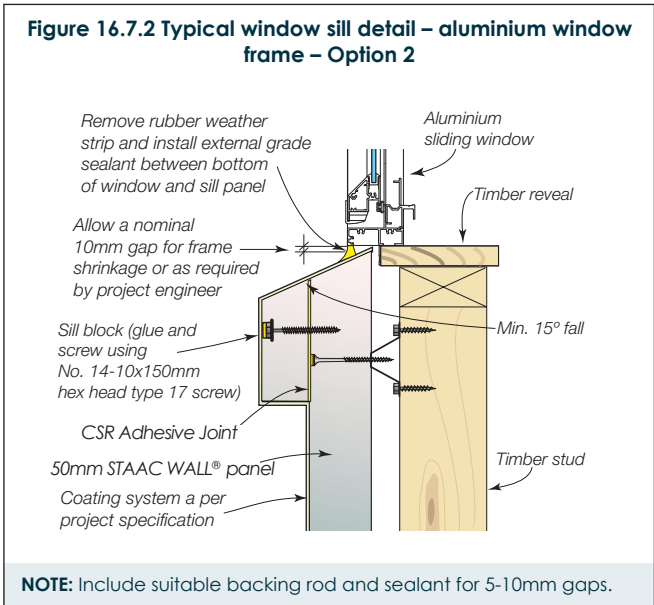 Figure 16.7.2 Typical window sill detail – aluminium window
frame – Option 2
Remove rubber weather
strip and install external grade
sealant between bottom
of window and sill panel
Aluminium
sliding window
Timber reveal
Allow a nominal
10mm gap for frame
shrinkage or as required
by project engineer
Sill block (glue and
screw using
No. 14-10x150mm
hex head type 17 screw)
Min. 15º fall
CSR Adhesive Joint
50mm STAAC WALL® panel
Coating system a per
project specification
Timber stud
NOTE: Include suitable backing rod and sealant for 5-10mm gaps.